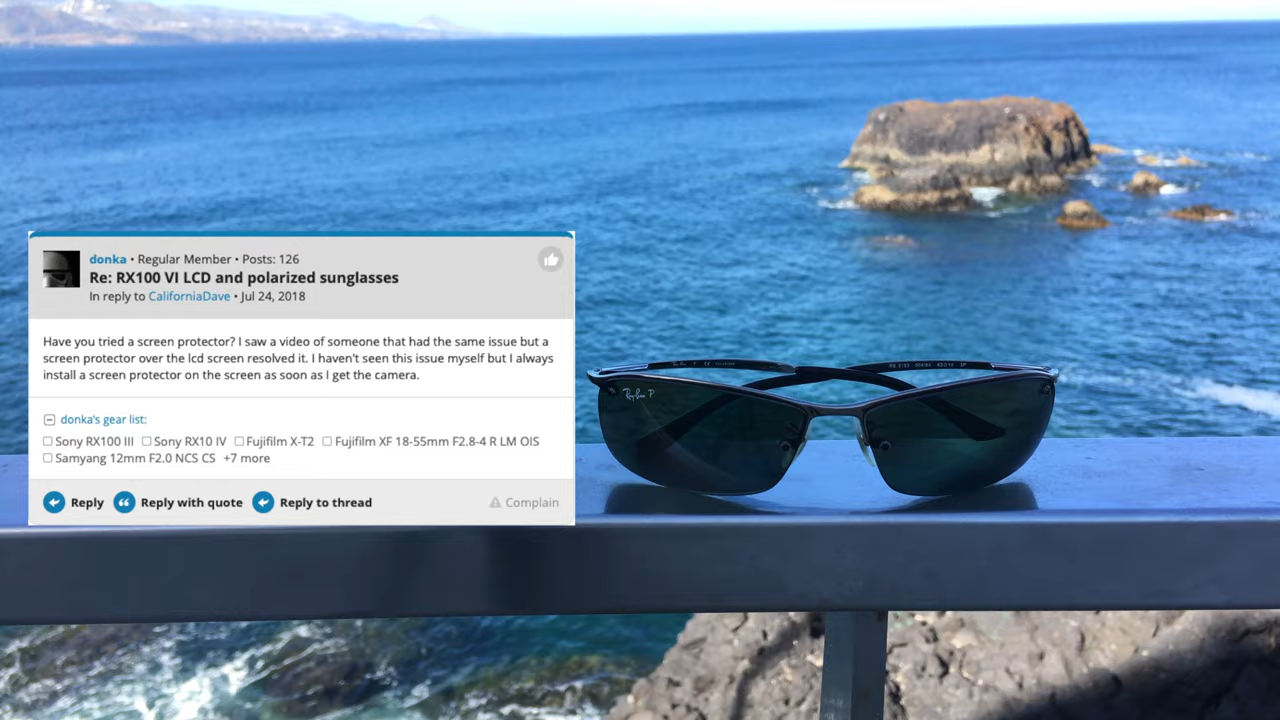 donka • Regular Member • Posts: 126
Re: RX100 VI LCD and polarized sunglasses
In reply to CaliforniaDave • Jul 24, 2018
Have you tried a screen protector? I saw a video of someone that had the same issue but a
screen protector over the lcd screen resolved it. I haven't seen this issue myself but I always
install a screen protector on the screen as soon as I get the camera.
donka's gear list:
Sony RX100 III Sony RX10 IV Fujifilm X-T2 Fujifilm XF 18-55mm F2.8-4 R LM OIS
Samyang 12mm F2.0 NCS CS +7 more
Reply Reply with quote Reply to thread Complain
Ray-Ban P